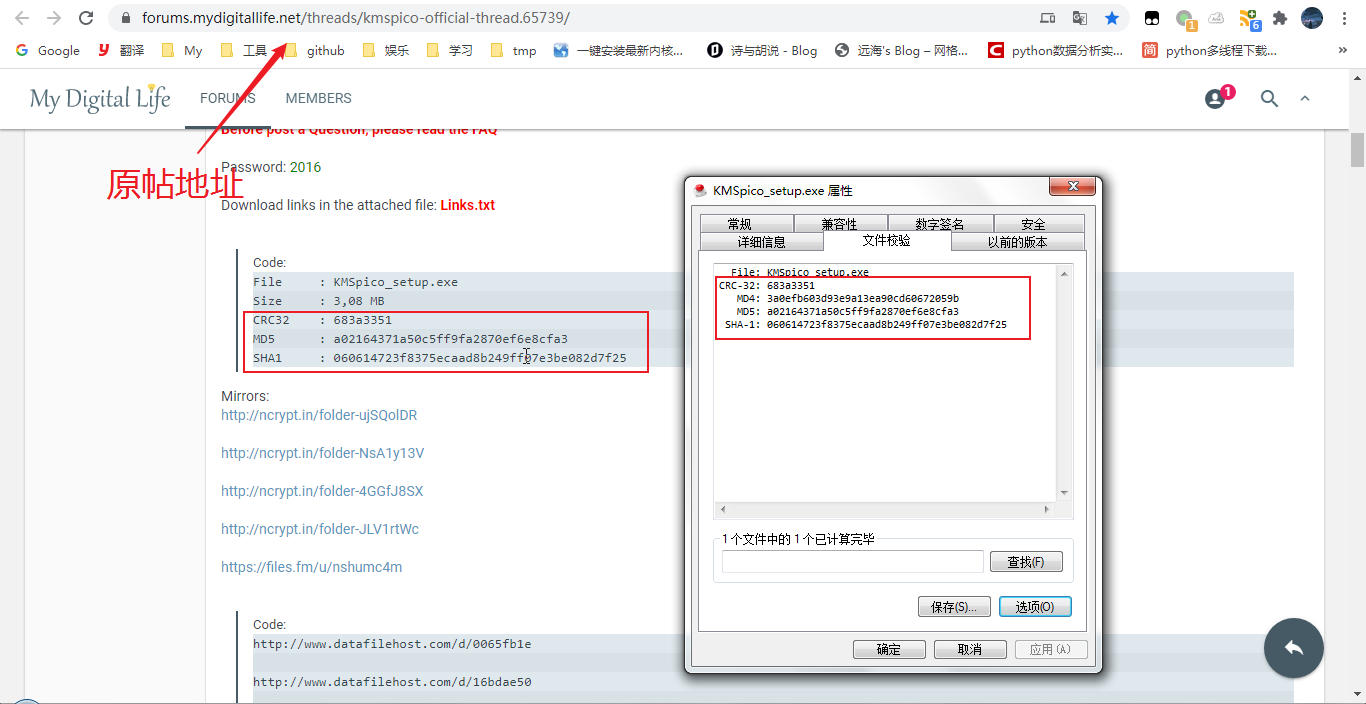 forums.mydigitallife.net/threads/kmspico-official-thread.65739/
1
6
Google
翻译
My
工具
github
娱乐
学习
tmp
一键安装最新内核...
诗与胡说 - Blog
远海's Blog – 网格...
python数据分析实...
简
python多线程下载...
»
My Digital Life
FORUMS
MEMBERS
1
Before post a Question, please read the FAQ
原帖地址
Password: 2016
Download links in the attached file: Links.txt
Code:
File : KMSpico_setup.exe
Size : 3,08 MB
CRC32 : 683a3351
MD5 : a02164371a50c5ff9fa2870ef6e8cfa3
SHA1 : 060614723f8375ecaad8b249ff07e3be082d7f25
Mirrors:
http://ncrypt.in/folder-ujSQolDR
http://ncrypt.in/folder-NsA1y13V
http://ncrypt.in/folder-4GGfJ8SX
http://ncrypt.in/folder-JLV1rtWc
https://files.fm/u/nshumc4m
Code:
http://www.datafilehost.com/d/0065fb1e
http://www.datafilehost.com/d/16bdae50
KMSpico_setup.exe 属性
常规
兼容性
数字签名
安全
详细信息
文件校验
以前的版本
File: KMSpico_setup.exe
CRC-32: 683a3351
MD4: 3a0efb603d93e9a13ea90cd60672059b
MD5: a02164371a50c5ff9fa2870ef6e8cfa3
SHA-1: 060614723f8375ecaad8b249ff07e3be082d7f25
1 个文件中的 1 个已计算完毕
查找(F)
保存(S)...
选项(O)
确定
取消
应用(A)